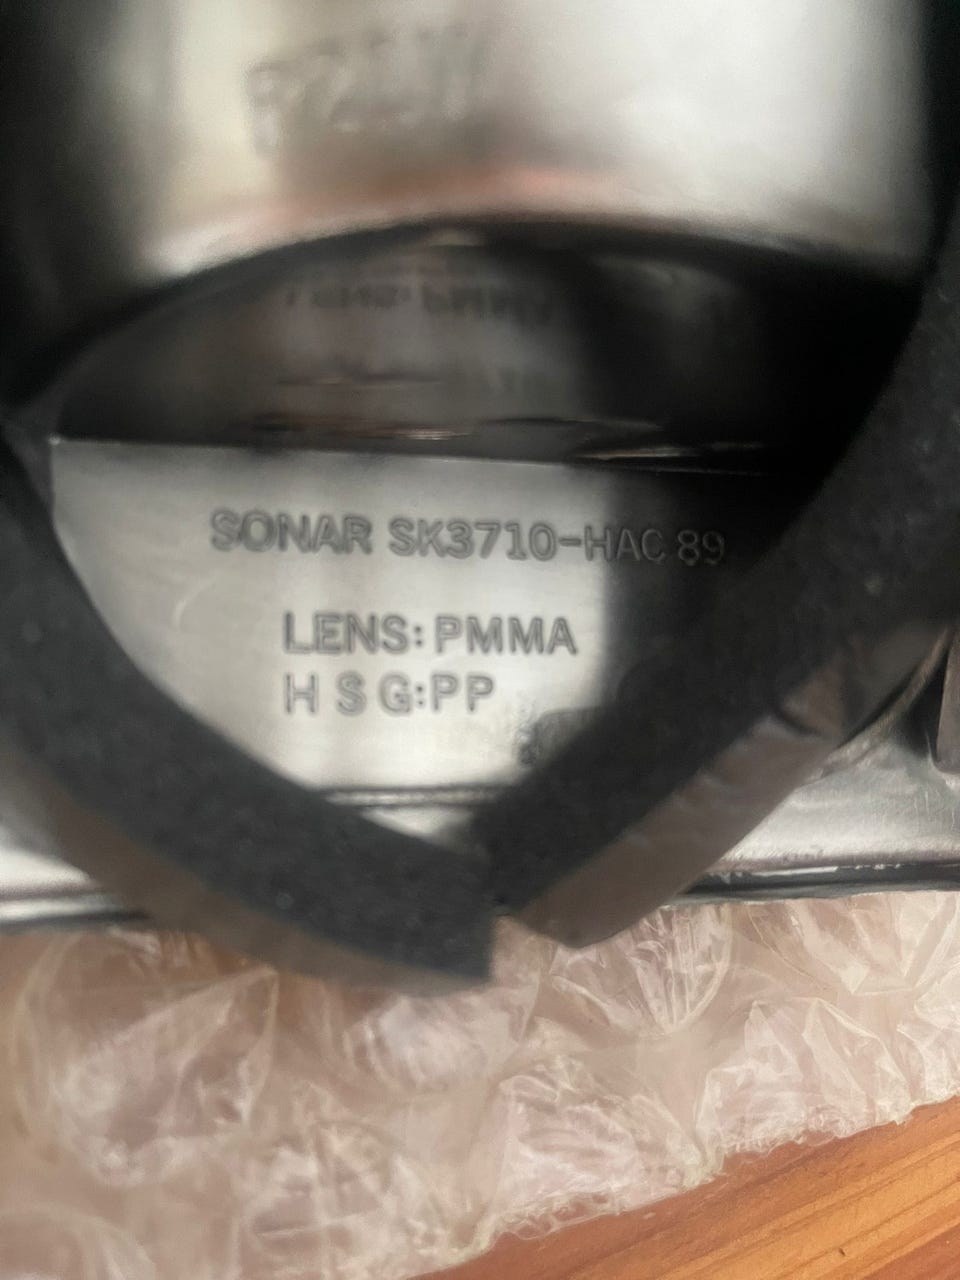 SONAR SK3710-HAC 89
LENS: PMMA
H S G:PP